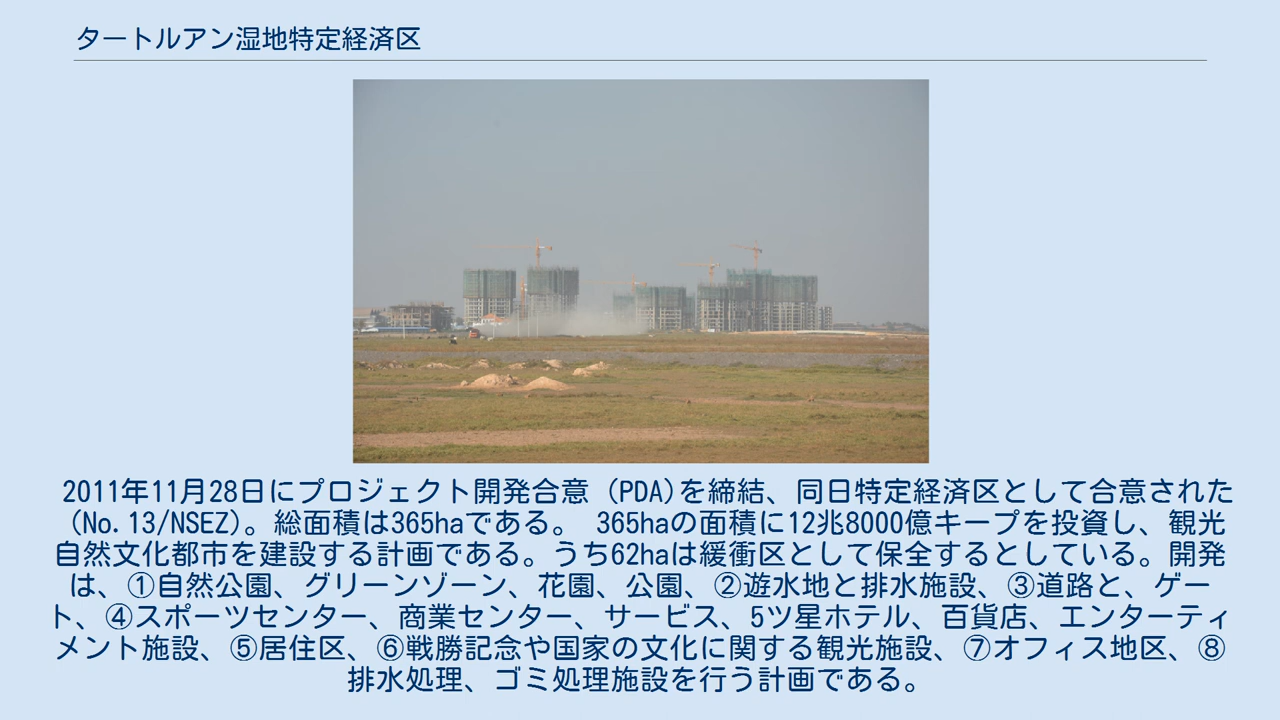 タートルアン湿地特定経済区
2011年11月28日にプロジェクト開発合意 (PDA)を締結、同日特定経済区として合意された
(No.13/NSEZ)。総面積は365haである。 365haの面積に12兆8000億キープを投資し、観光
自然文化都市を建設する計画である。うち62haは緩衝区として保全するとしている。開発
は、①自然公園、グリーンゾーン、花園、公園、②遊水地と排水施設、③道路と、ゲー
ト、④スポーツセンター、商業センター、サービス、5ツ星ホテル、百貨店、エンターティ
メント施設、⑤居住区、⑥戦勝記念や国家の文化に関する観光施設、⑦オフィス地区、⑧
排水処理、ゴミ処理施設を行う計画である。